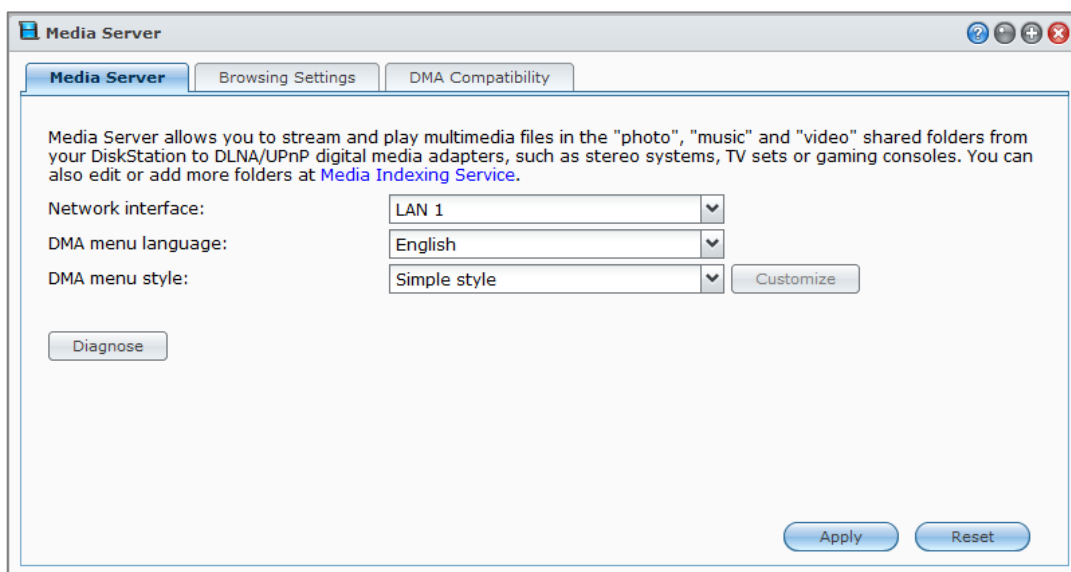 Media Server
Media Server
Browsing Settings
DMA Compatibility
Media Server allows you to stream and play multimedia files in the "photo", "music" and "video" shared folders from
your DiskStation to DLNA/UPnP digital media adapters, such as stereo systems, TV sets or gaming consoles. You can
also edit or add more folders at Media Indexing Service.
Network interface:
LAN 1
DMA menu language:
English
DMA menu style:
Simple style
Customize
Diagnose
Apply
Reset